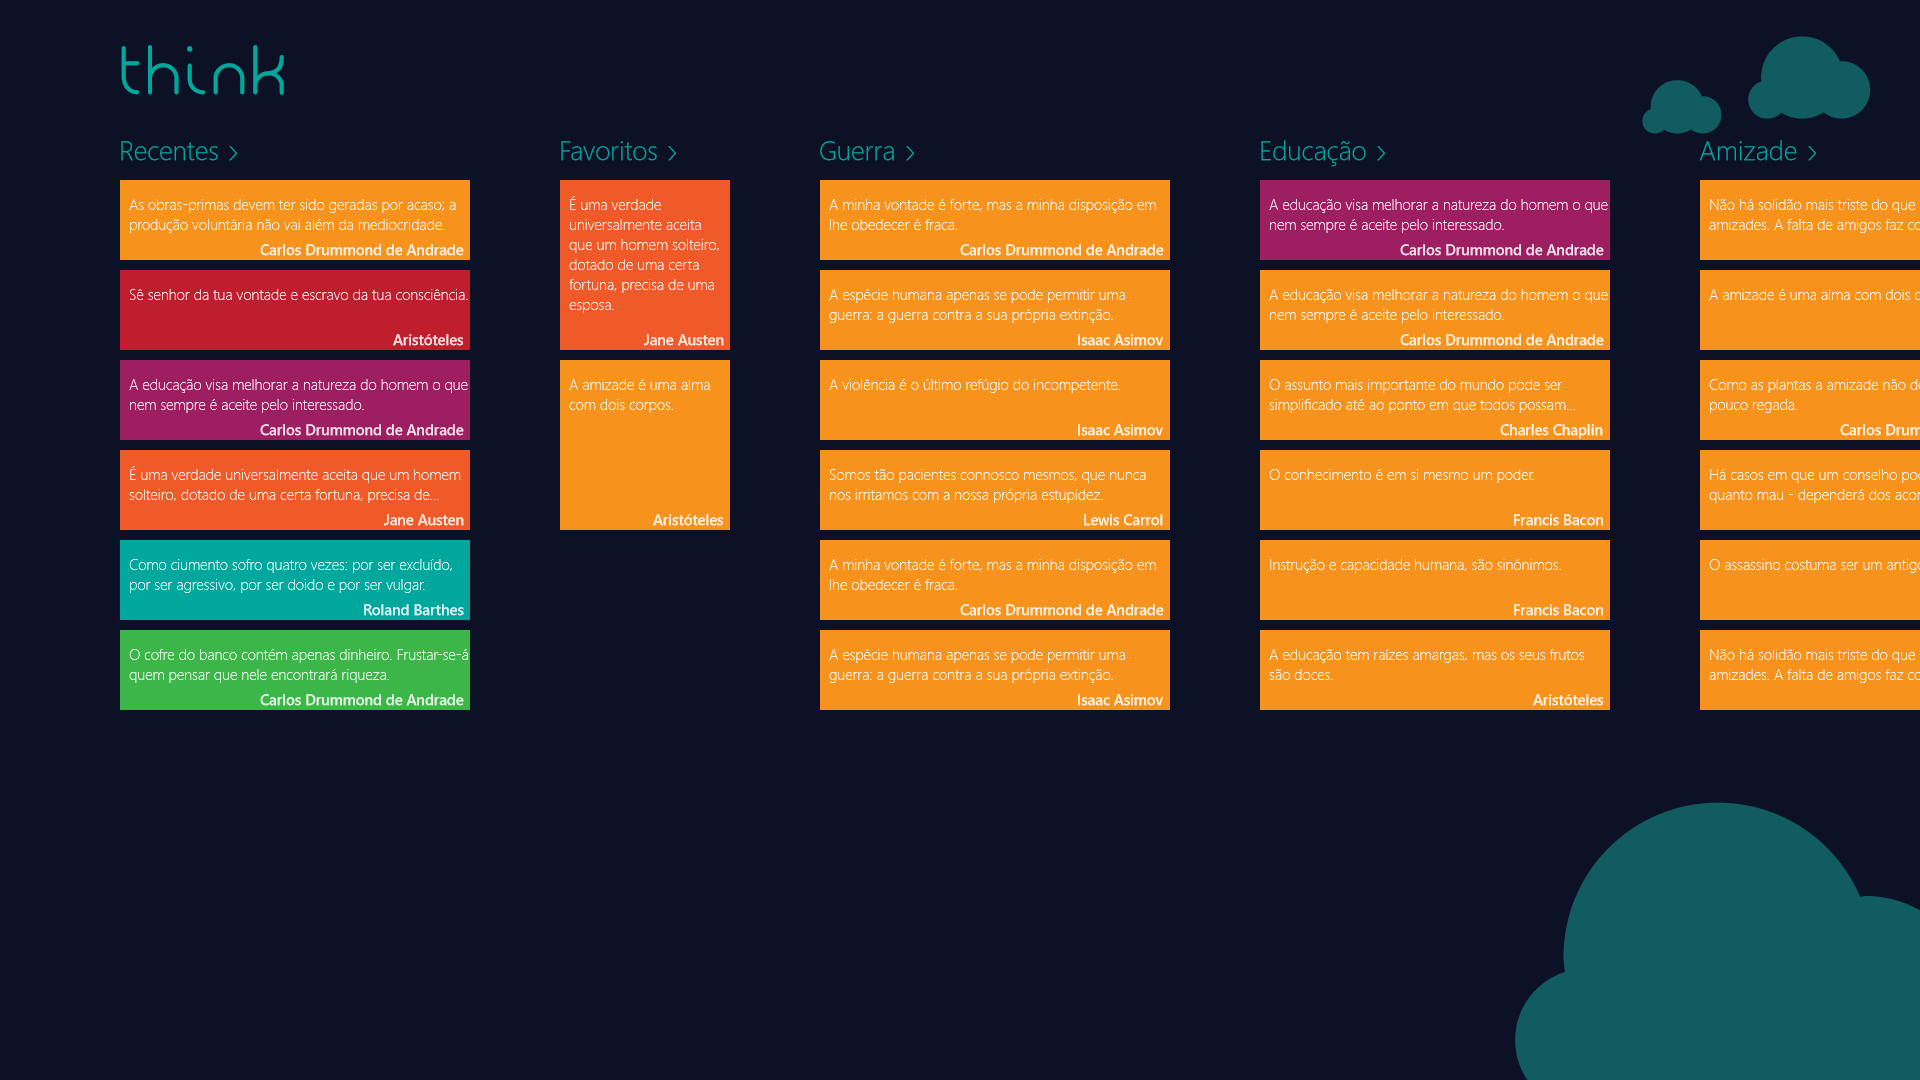 think
Recentes >
As obras-primas devem ter sido geradas por acaso; a
produção voluntária não vai além da mediocridade.
Carlos Drummond de Andrade
Sê senhor da tua vontade e escravo da tua consciência.
Aristóteles
A educação visa melhorar a natureza do homem o que
nem sempre é aceite pelo interessado.
Carlos Drummond de Andrade
É uma verdade universalmente aceita que um homem
solteiro, dotado de uma certa fortuna, precisa de...
Jane Austen
Como ciumento sofro quatro vezes: por ser excluído,
por ser agressivo, por ser doido e por ser vulgar.
Roland Barthes
O cofre do banco contém apenas dinheiro. Frustar-se-á
quem pensar que nele encontrará riqueza.
Carlos Drummond de Andrade
Favoritos >
É uma verdade
universalmente aceita
que um homem solteiro,
dotado de uma certa
fortuna, precisa de uma
esposa.
Jane Austen
A amizade é uma alma
com dois corpos.
Aristóteles
Guerra >
A minha vontade é forte, mas a minha disposição em
lhe obedecer é fraca.
Carlos Drummond de Andrade
A espécie humana apenas se pode permitir uma
guerra: a guerra contra a sua própria extinção.
Isaac Asimov
A violência é o último refúgio do incompetente.
Isaac Asimov
Somos tão pacientes connosco mesmos, que nunca
nos irritamos com a nossa própria estupidez.
Lewis Carrol
A minha vontade é forte, mas a minha disposição em
lhe obedecer é fraca.
Carlos Drummond de Andrade
A espécie humana apenas se pode permitir uma
guerra: a guerra contra a sua própria extinção.
Isaac Asimov
Educação >
A educação visa melhorar a natureza do homem o que
nem sempre é aceite pelo interessado.
Carlos Drummond de Andrade
A educação visa melhorar a natureza do homem o que
nem sempre é aceite pelo interessado.
Carlos Drummond de Andrade
O assunto mais importante do mundo pode ser
simplificado até ao ponto em que todos possam...
Charles Chaplin
O conhecimento é em si mesmo um poder.
Francis Bacon
Instrução e capacidade humana, são sinónimos.
Francis Bacon
A educação tem raízes amargas, mas os seus frutos
são doces.
Aristóteles
Amizade >
Não há solidão mais triste do que
amizades. A falta de amigos faz
A amizade é uma alma com dois
Como as plantas a amizade não
pouco regada.
Carlos
Há casos em que um conselho
quanto mau - dependerá dos
O assassino costuma ser um
Não há solidão mais triste do que
amizades. A falta de amigos faz